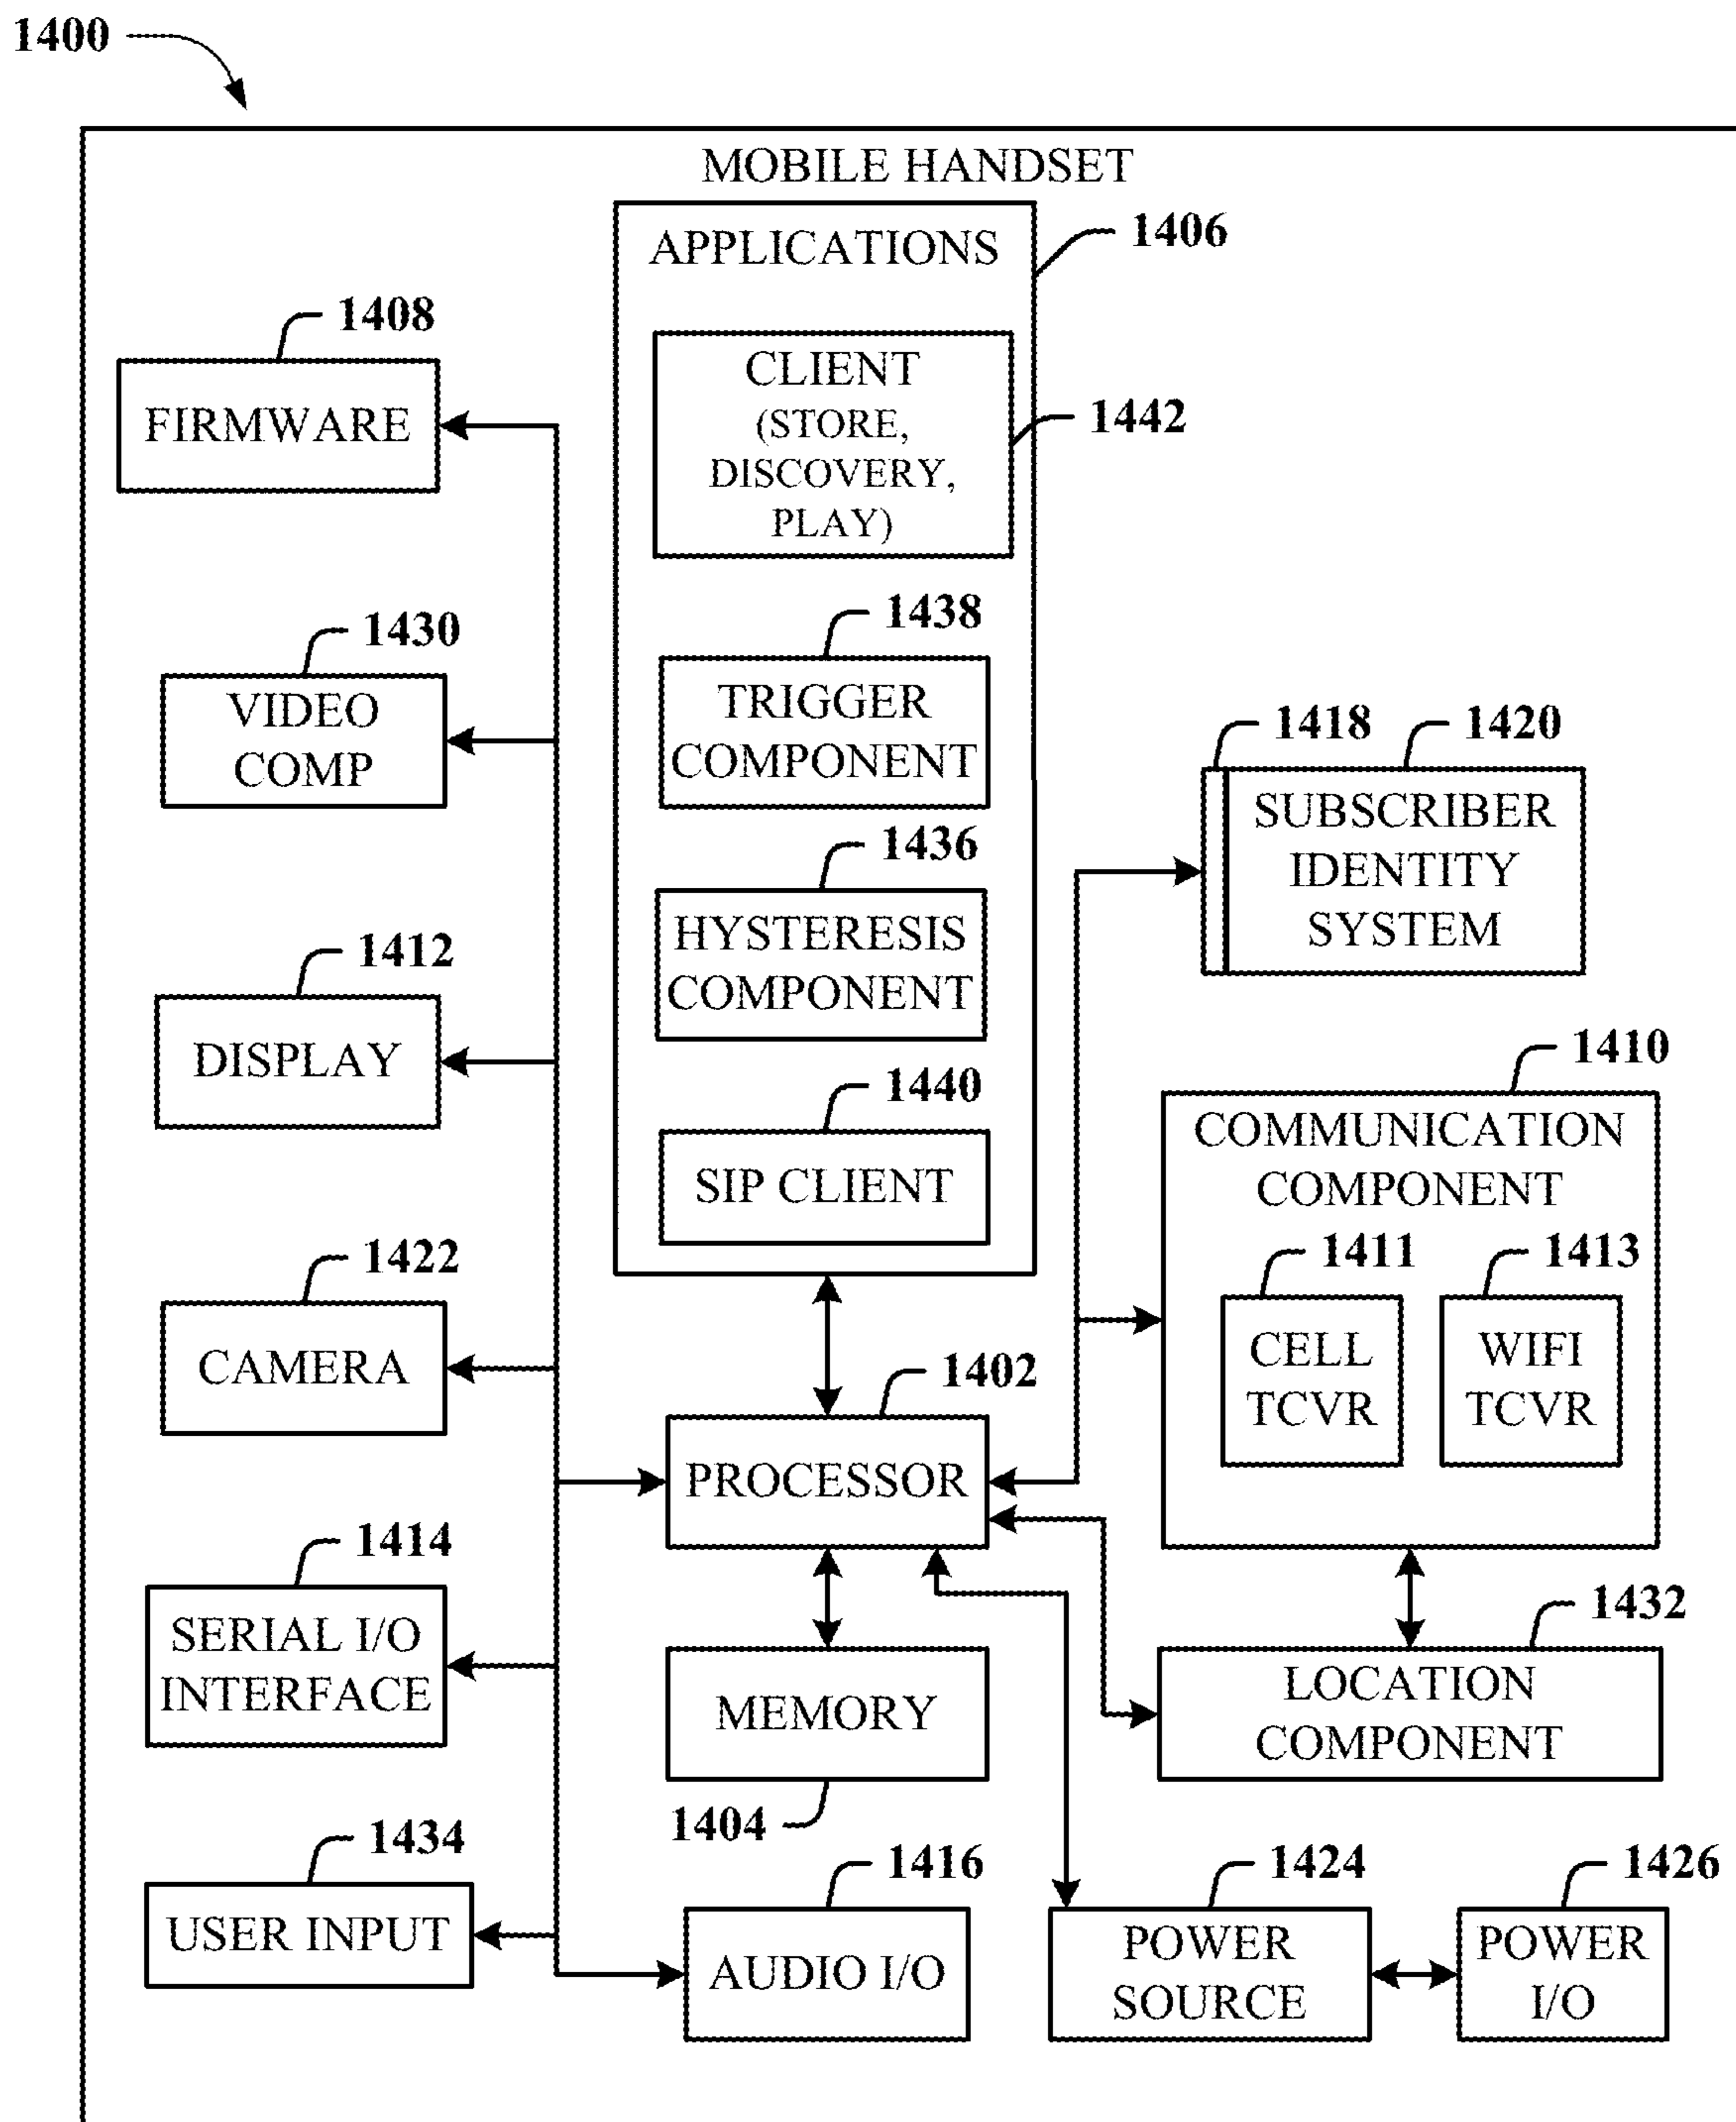 1400
MOBILE HANDSET
APPLICATIONS
1406
CLIENT
(STORE,
DISCOVERY,
PLAY)
1442
1438
TRIGGER
COMPONENT
1436
HYSTERESIS
COMPONENT
1440
SIP CLIENT
1408
FIRMWARE
1430
VIDEO
COMP
1412
DISPLAY
1422
CAMERA
1414
SERIAL I/O
INTERFACE
1434
USER INPUT
1402
PROCESSOR
MEMORY
1404
1416
AUDIO I/O
1418
1420
SUBSCRIBER
IDENTITY
SYSTEM
1410
COMMUNICATION
COMPONENT
1411
CELL
TCVR
1413
WIFI
TCVR
1432
LOCATION
COMPONENT
1424
POWER
SOURCE
1426
POWER
I/O